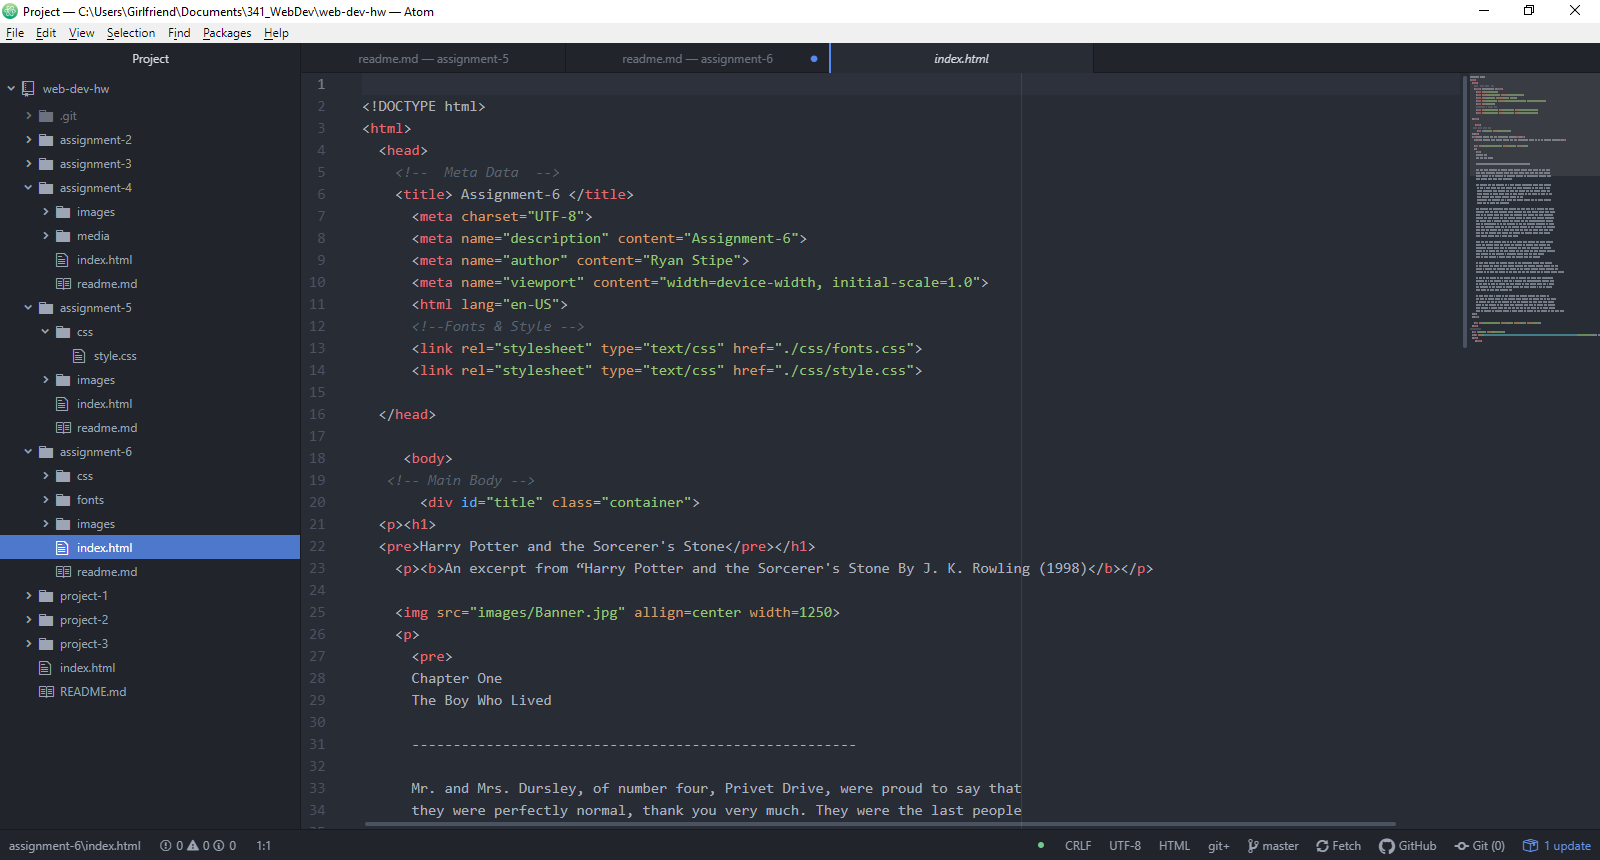 Project — C:\Users\Girlfriend\Documents\341_WebDev\web-dev-hw — Atom
File Edit View Selection Find Packages Help
Project
readme.md — assignment-5
readme.md — assignment-6
index.html
web-dev-hw
.git
assignment-2
assignment-3
assignment-4
images
media
index.html
readme.md
assignment-5
css
style.css
images
index.html
readme.md
assignment-6
css
fonts
images
index.html
readme.md
project-1
project-2
project-3
index.html
README.md
1
2 <!DOCTYPE html>
3 <html>
4 <head>
5 <!--  Meta Data  -->
6 <title> Assignment-6 </title>
7 <meta charset="UTF-8">
8 <meta name="description" content="Assignment-6">
9 <meta name="author" content="Ryan Stipe">
10 <meta name="viewport" content="width=device-width, initial-scale=1.0">
11 <html lang="en-US">
12 <!--Fonts & Style -->
13 <link rel="stylesheet" type="text/css" href="./css/fonts.css">
14 <link rel="stylesheet" type="text/css" href="./css/style.css">
15
16 </head>
17
18 <body>
19 <!-- Main Body -->
20 <div id="title" class="container">
21 <p><h1>
22 <pre>Harry Potter and the Sorcerer's Stone</pre></h1>
23 <p><b>An excerpt from “Harry Potter and the Sorcerer's Stone By J. K. Rowling (1998)</b></p>
24
25 <img src="images/Banner.jpg" allign=center width=1250>
26 <p>
27 <pre>
28 Chapter One
29 The Boy Who Lived
30
31 ------------------------------------------------------
32
33 Mr. and Mrs. Dursley, of number four, Privet Drive, were proud to say that
34 they were perfectly normal, thank you very much. They were the last people
assignment-6\index.html 0 0 0 1:1
CRLF UTF-8 HTML git+ master Fetch GitHub Git (0) 1 update